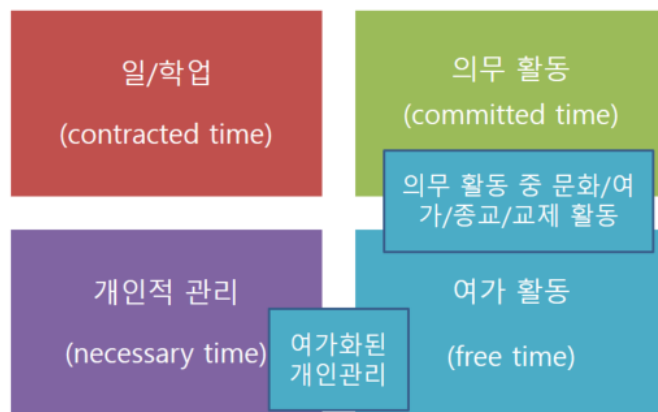 일/학업
(contracted time)
의무 활동
(committed time)
의무 활동 중 문화/여
가/종교/교제 활동
개인적 관리
(necessary time)
여가화된
개인관리
여가 활동
(free time)